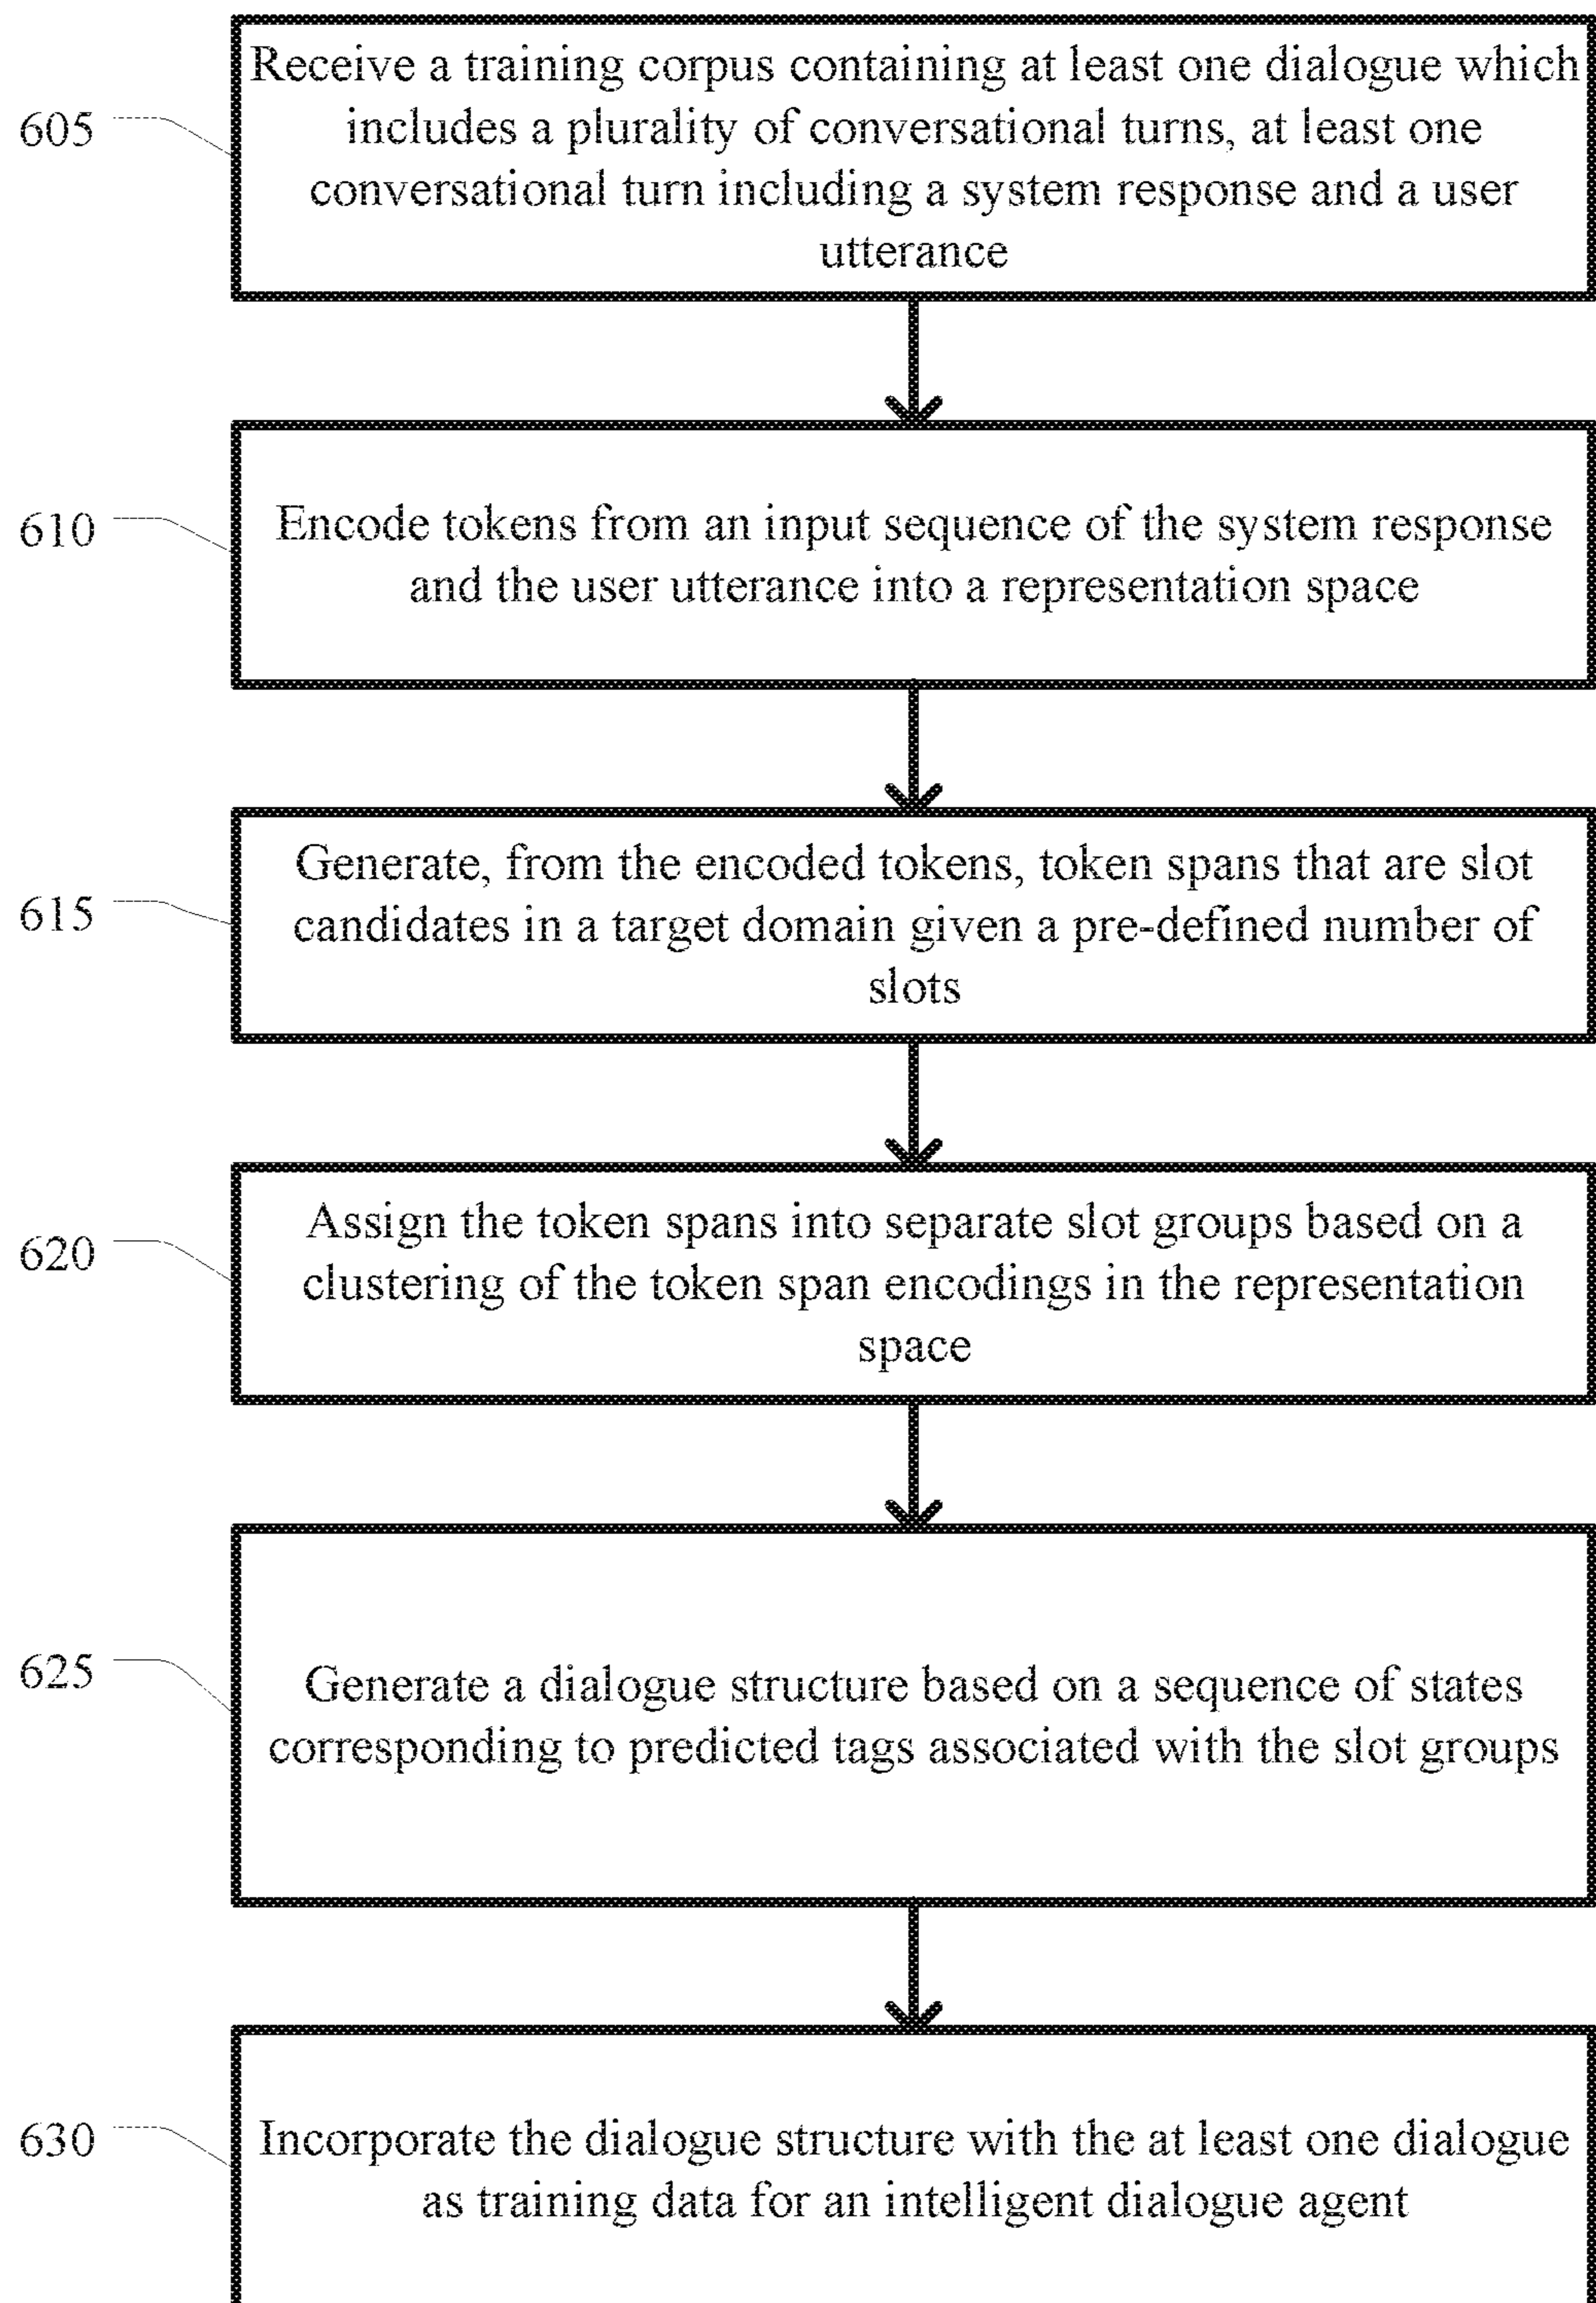 Receive a training corpus containing at least one dialogue which
605
includes a plurality of conversational turns, at least one
conversational turn including a system response and a user
utterance
610
Encode tokens from an input sequence of the system response
and the user utterance into a representation space
Generate, from the encoded tokens, token spans that are slot
615
candidates in a target domain given a pre-defined number of
slots
Assign the token spans into separate slot groups based on a
620
clustering of the token span encodings in the representation
space
625
Generate a dialogue structure based on a sequence of states
corresponding to predicted tags associated with the slot groups
630
Incorporate the dialogue structure with the at least one dialogue
as training data for an intelligent dialogue agent